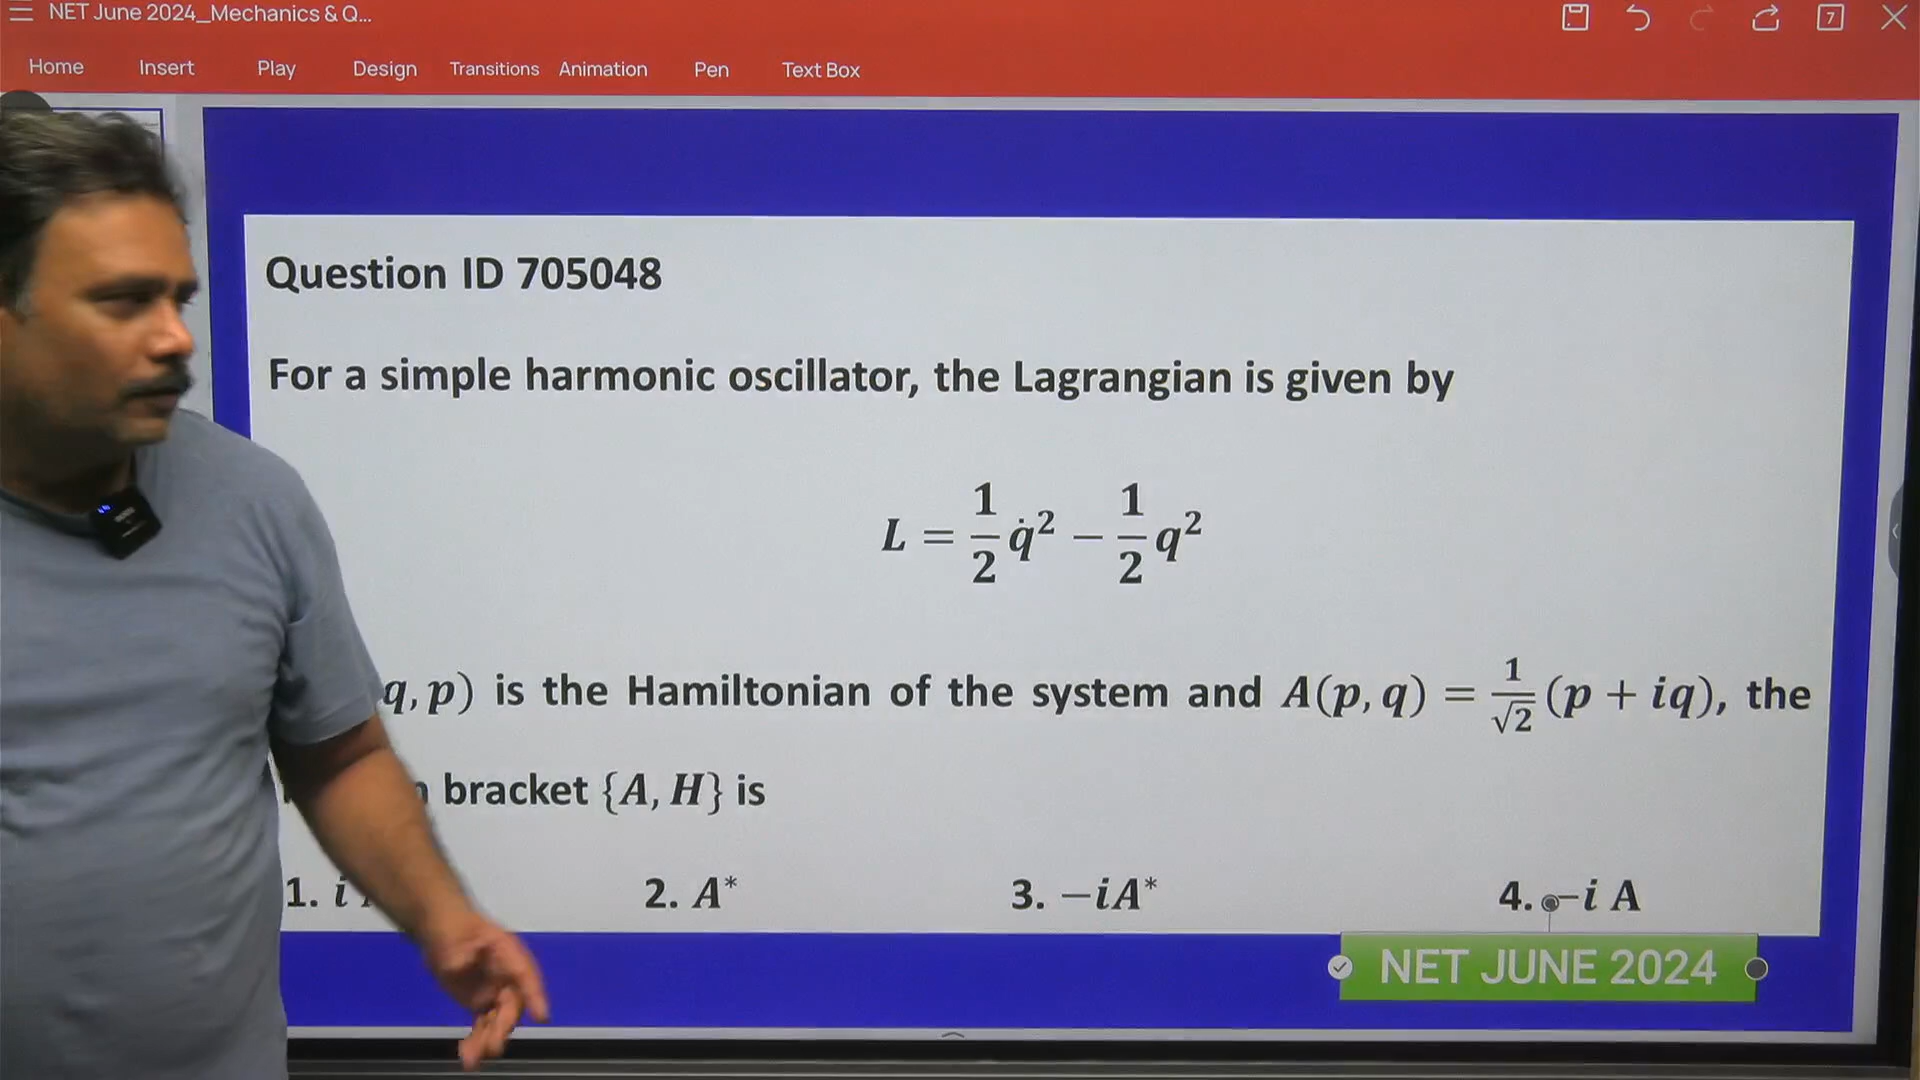 NET June 2024_Mechanics & Q...
7
Home Insert Play Design Transitions Animation Pen Text Box
Question ID 705048
For a simple harmonic oscillator, the Lagrangian is given by
L = 1/2 q̇² − 1/2 q²
q, p) is the Hamiltonian of the system and A(p, q) = 1/√2 (p + iq), the
bracket {A, H} is
1. i 2. A* 3. −iA* 4. −i A
NET JUNE 2024